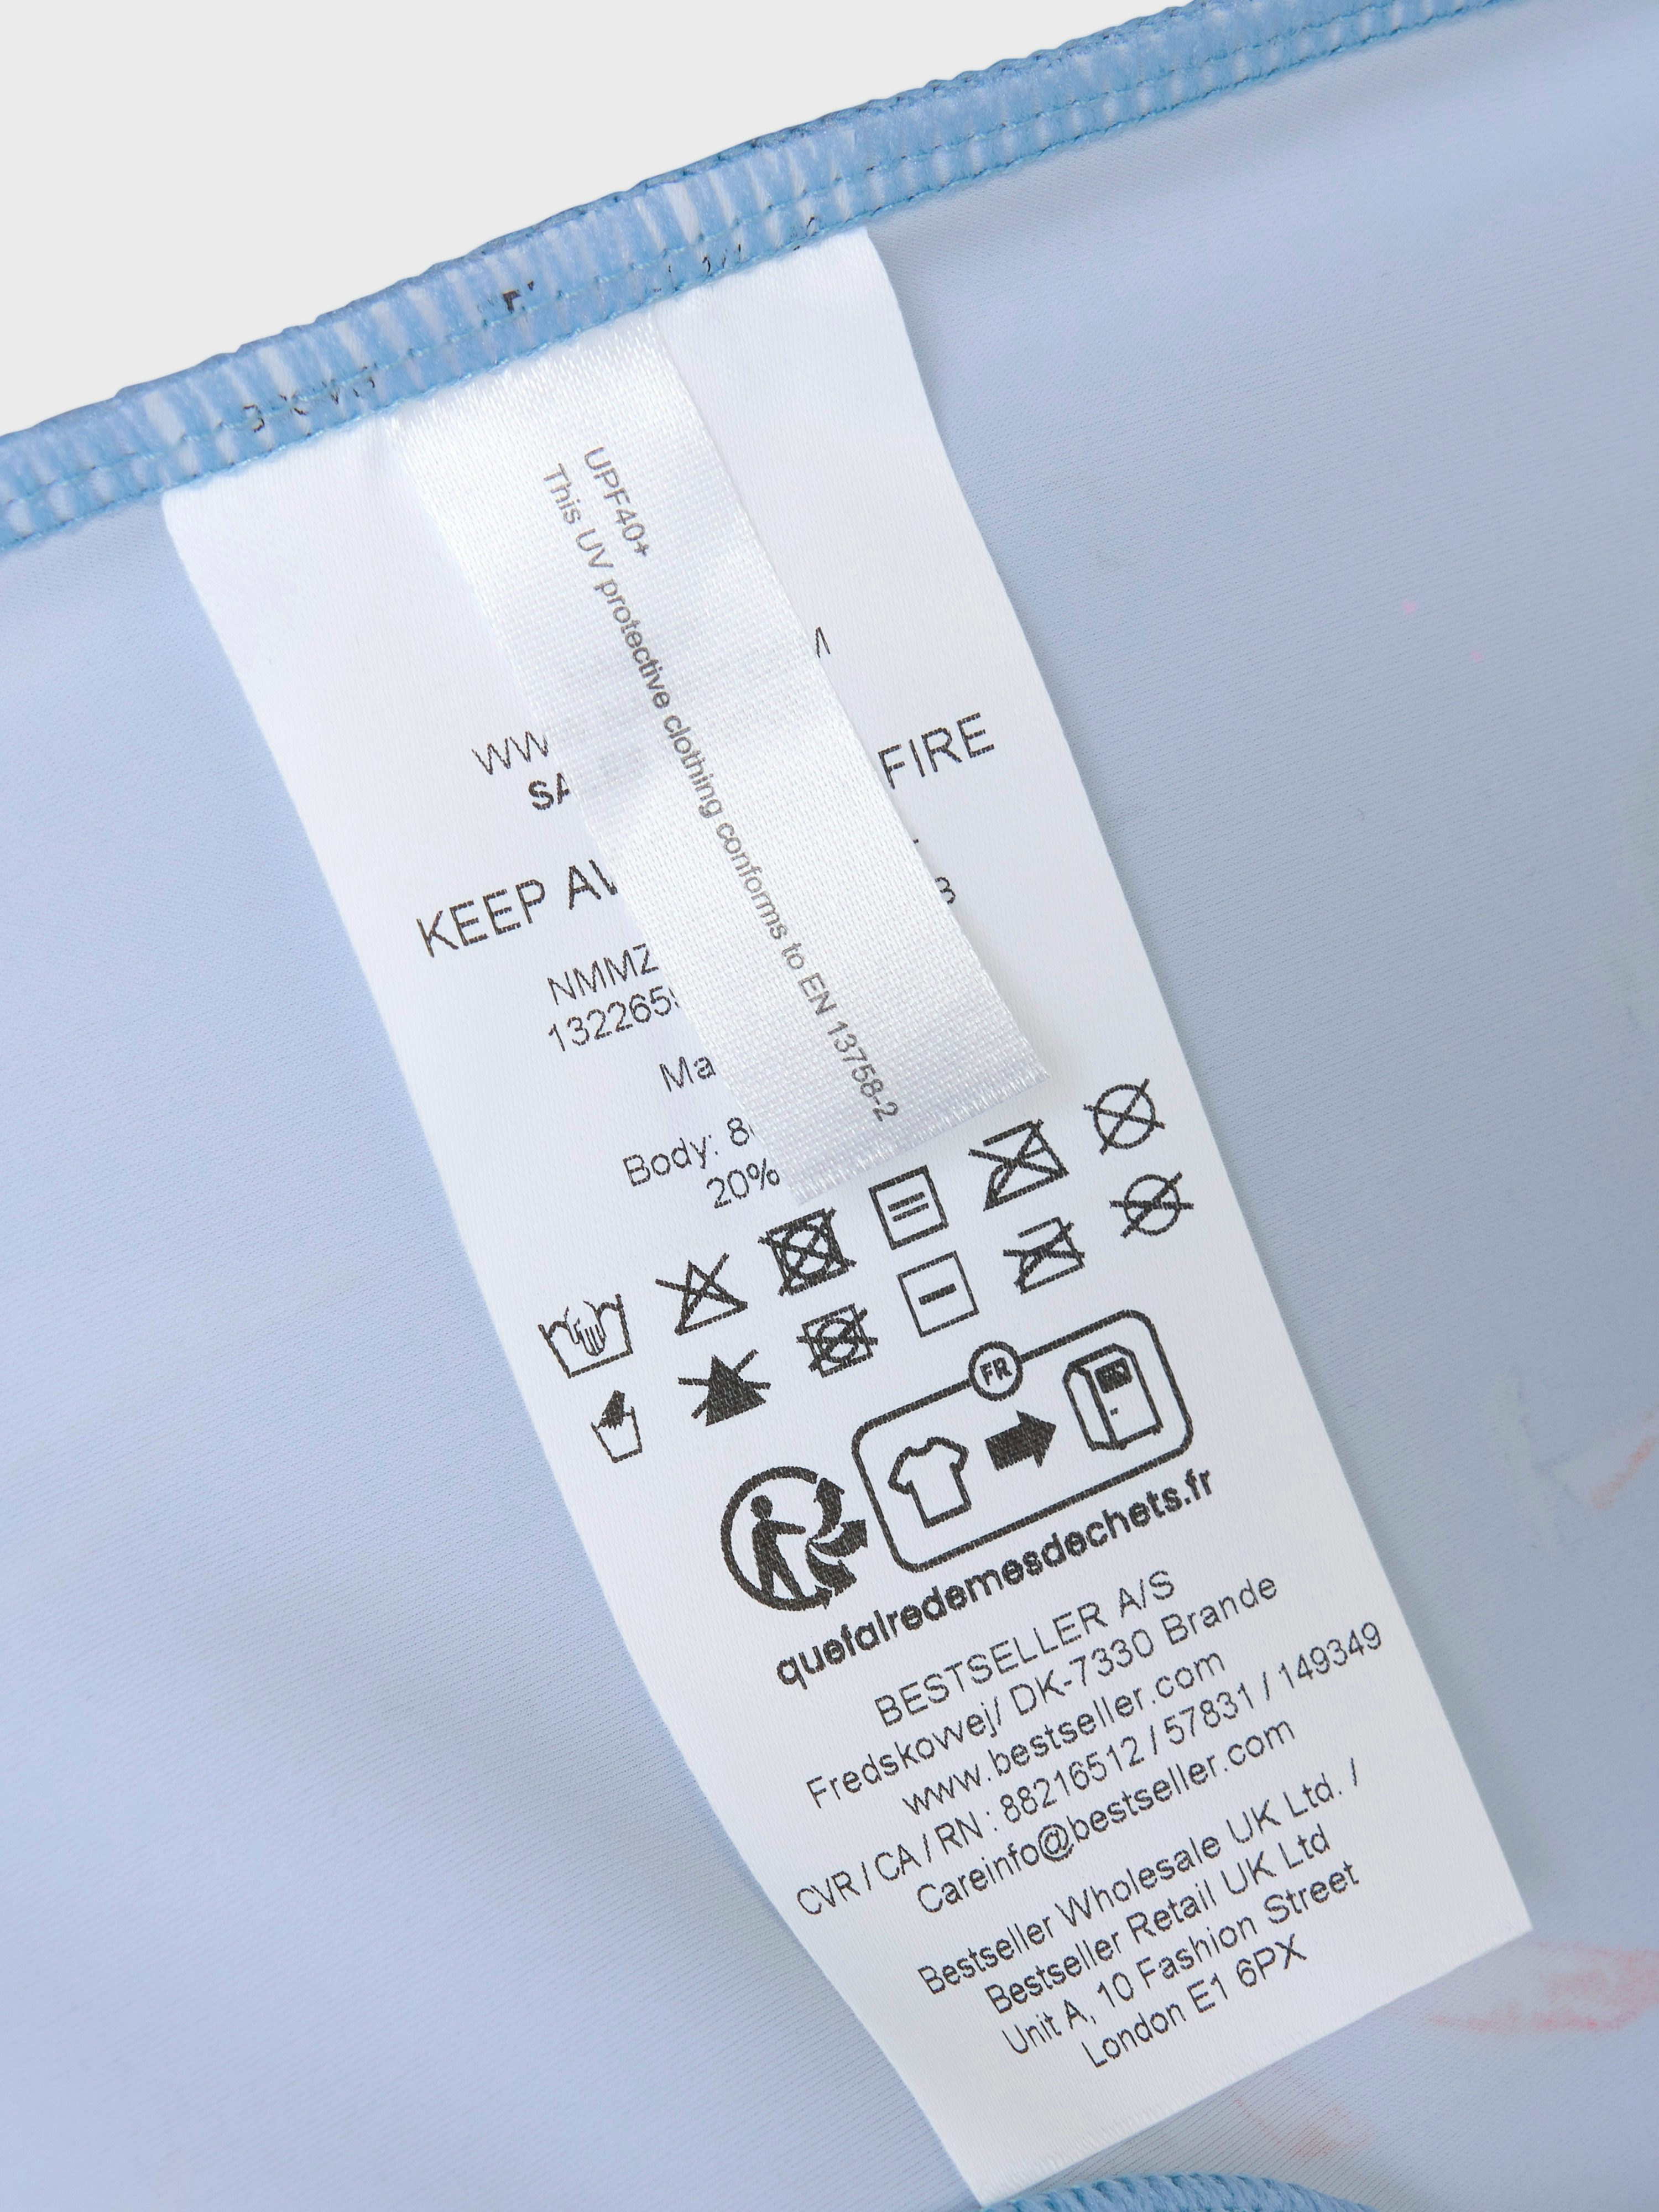 UPF40+
This UV protective clothing conforms to EN 13758-2
FIRE
KEEP
Body:
20%
FR
quefairedemesdechets.fr
BESTSELLER A/S
Fredskovvej/ DK-7330 Brande
www.bestseller.com
CVR / CA / RN : 88216512 / 57831 / 149349
Careinfo@bestseller.com
Bestseller Wholesale UK Ltd. /
Bestseller Retail UK Ltd
Unit A, 10 Fashion Street
London E1 6PX